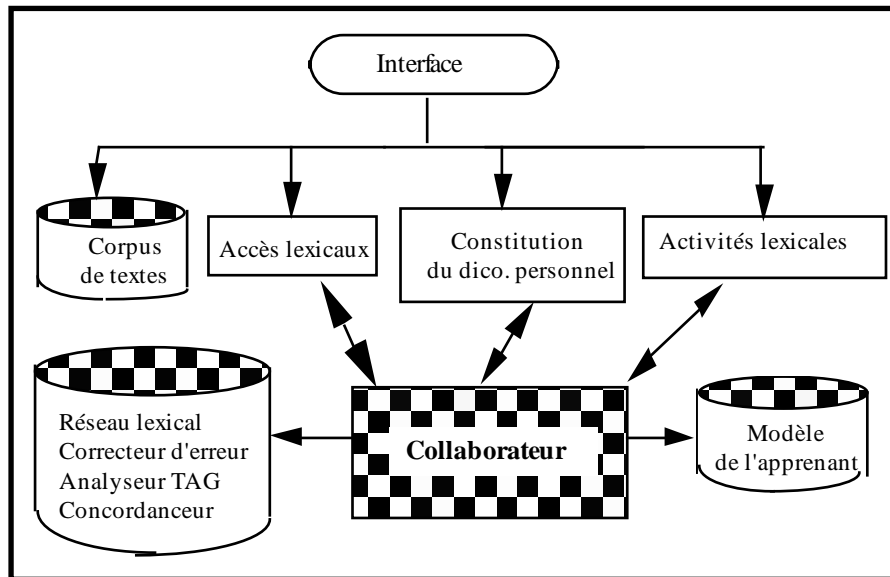 Interface
Corpus
de textes
Accès lexicaux
Constitution
du dico. personnel
Activités lexicales
Réseau lexical
Correcteur d'erreur
Analyseur TAG
Concordanceur
Collaborateur
Modèle
de l'apprenant